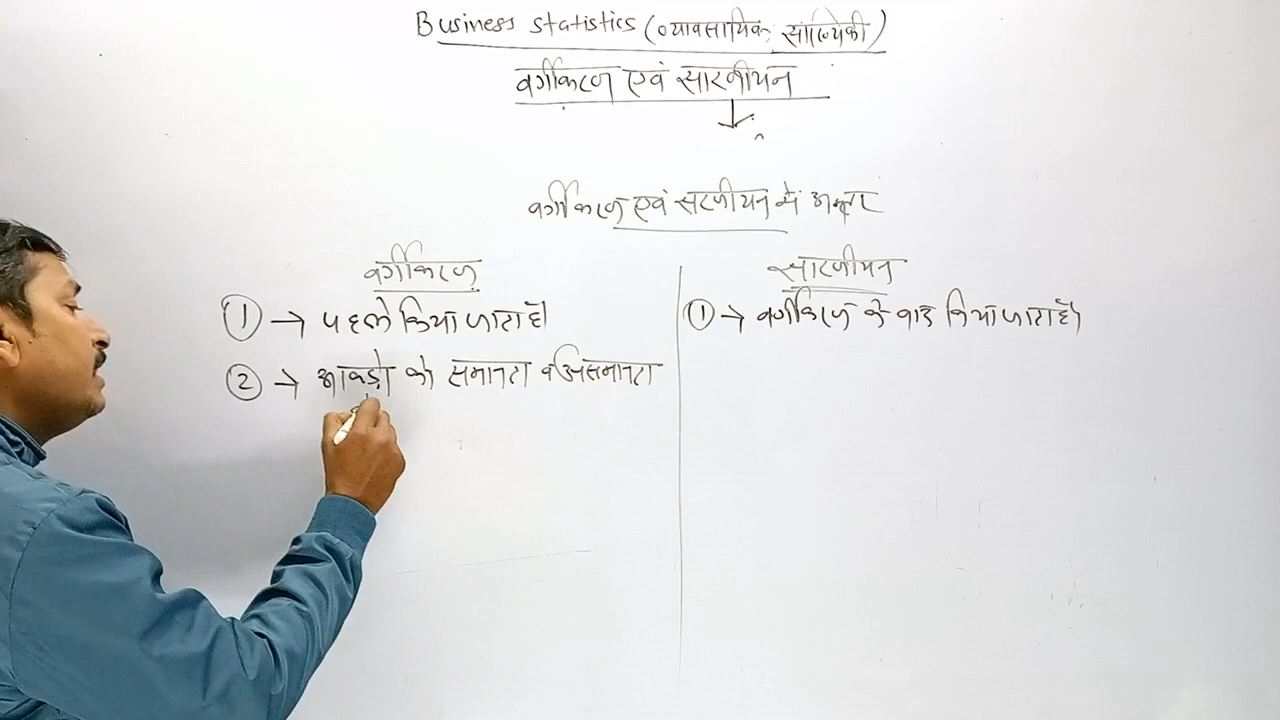 Business statistics (व्यावसायिक सांख्यिकी)
वर्गीकरण एवं सारणीयन
वर्गीकरण एवं सारणीयन में अन्तर
वर्गीकरण
① → पहले किया जाता है।
② → आकड़ो को समानता व असमानता
सारणीयन
① → वर्गीकरण के बाद किया जाता है।